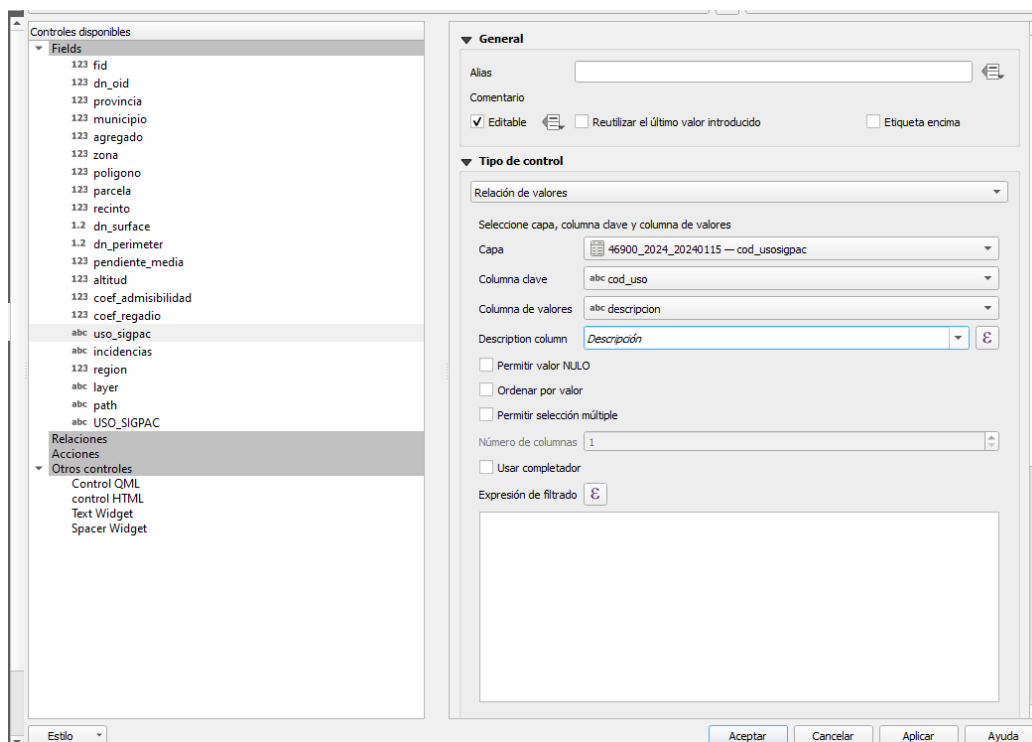 Controles disponibles
Fields
123 fid
123 dn_oid
123 provincia
123 municipio
123 agregado
123 zona
123 poligono
123 parcela
123 recinto
1.2 dn_surface
1.2 dn_perimeter
123 pendiente_media
123 altitud
123 coef_admisibilidad
123 coef_regadio
abc uso_sigpac
abc incidencias
123 region
abc layer
abc path
abc USO_SIGPAC
Relaciones
Acciones
Otros controles
Control QML
control HTML
Text Widget
Spacer Widget
Estilo
General
Alias
Comentario
Editable Reutilizar el último valor introducido Etiqueta encima
Tipo de control
Relación de valores
Seleccione capa, columna clave y columna de valores
Capa 46900_2024_20240115 — cod_usosigpac
Columna clave abc cod_uso
Columna de valores abc descripcion
Description column Descripción ε
Permitir valor NULO
Ordenar por valor
Permitir selección múltiple
Número de columnas 1
Usar completador
Expresión de filtrado ε
Aceptar Cancelar Aplicar Ayuda